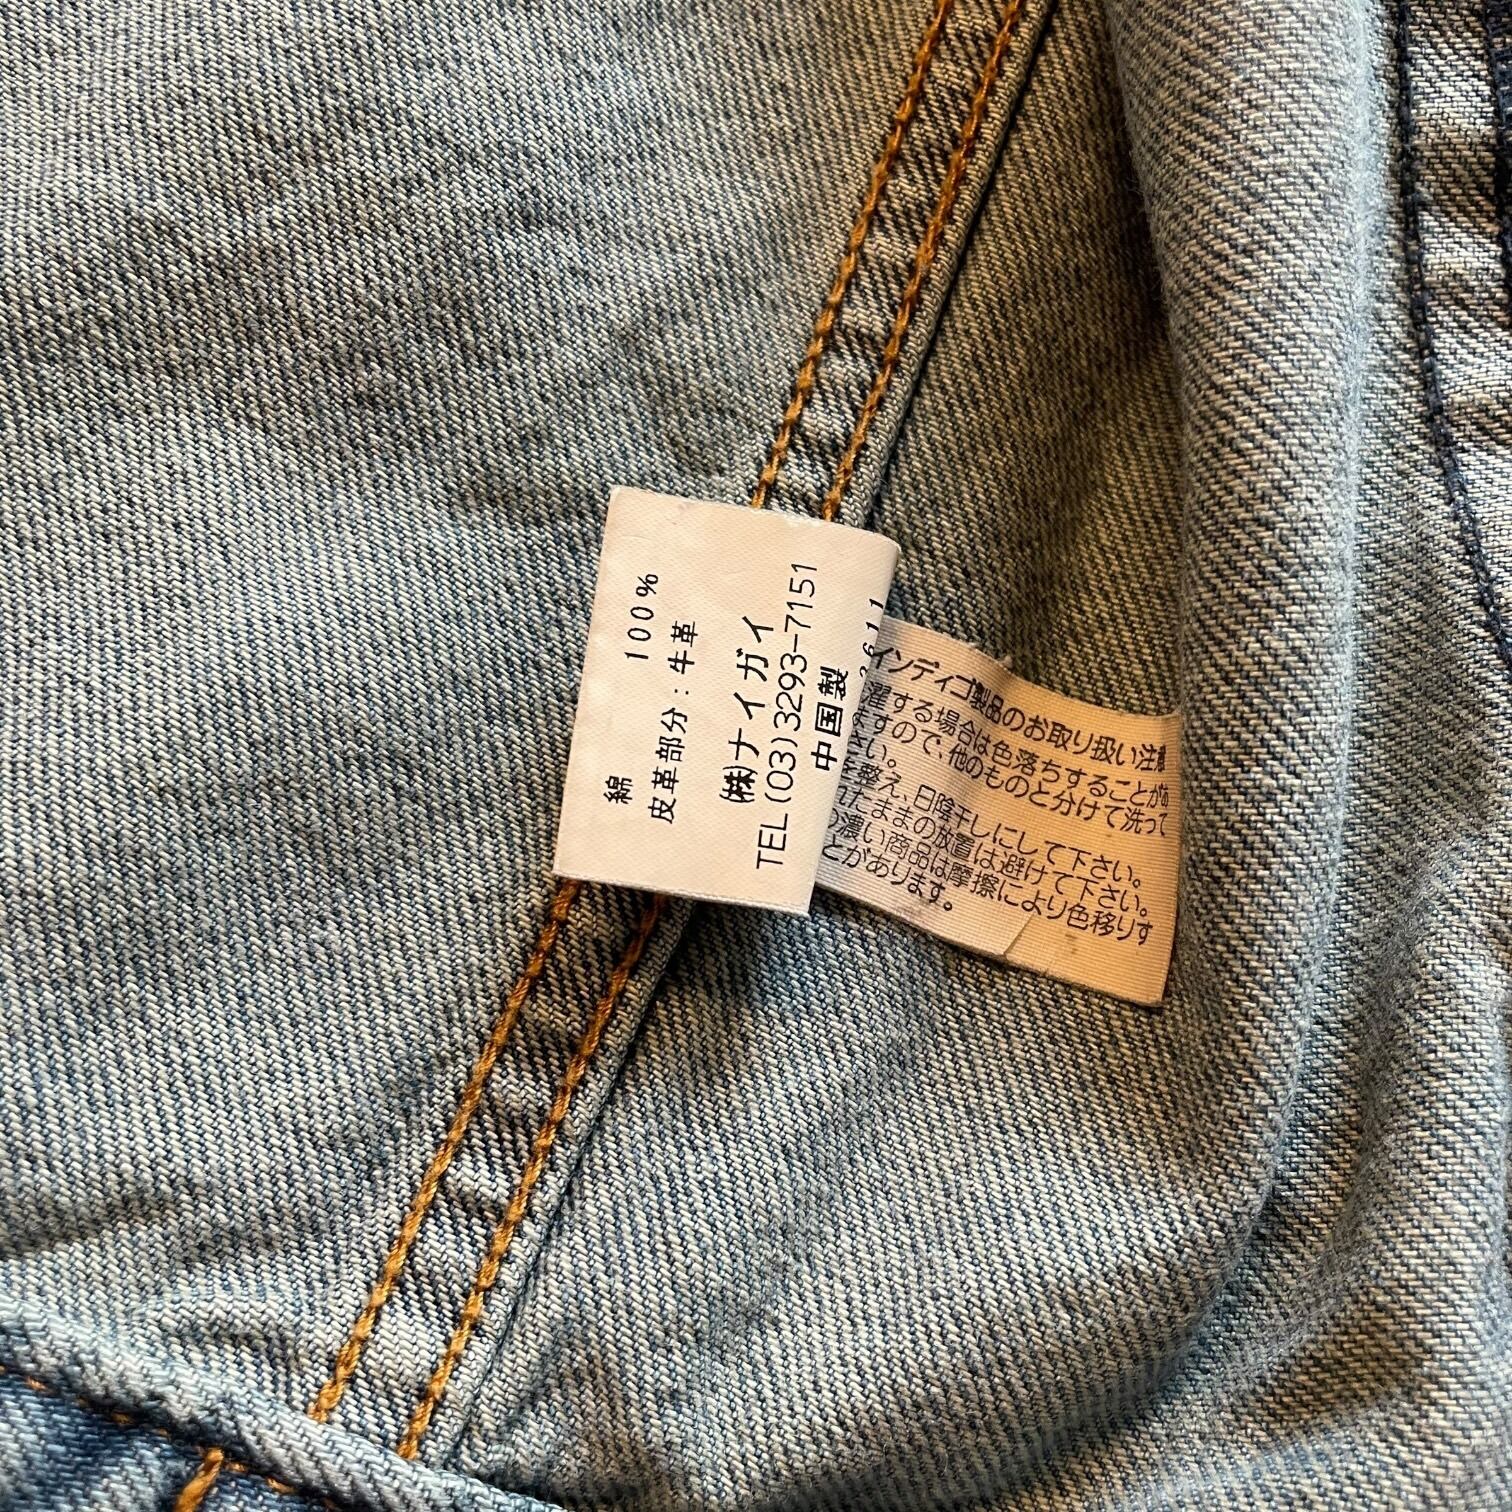 綿 100%
皮革部分:牛革
(株)ナイガイ
TEL(03)3293-7151
中国製
2611
インディゴ製品のお取り扱い注意
濯する場合は色落ちすることがあ
ますので、他のものと分けて洗って
さい。
を整え、日陰干しにして下さい。
れたままの放置は避けて下さい。
の濃い商品は摩擦により色移りす
とがあります。